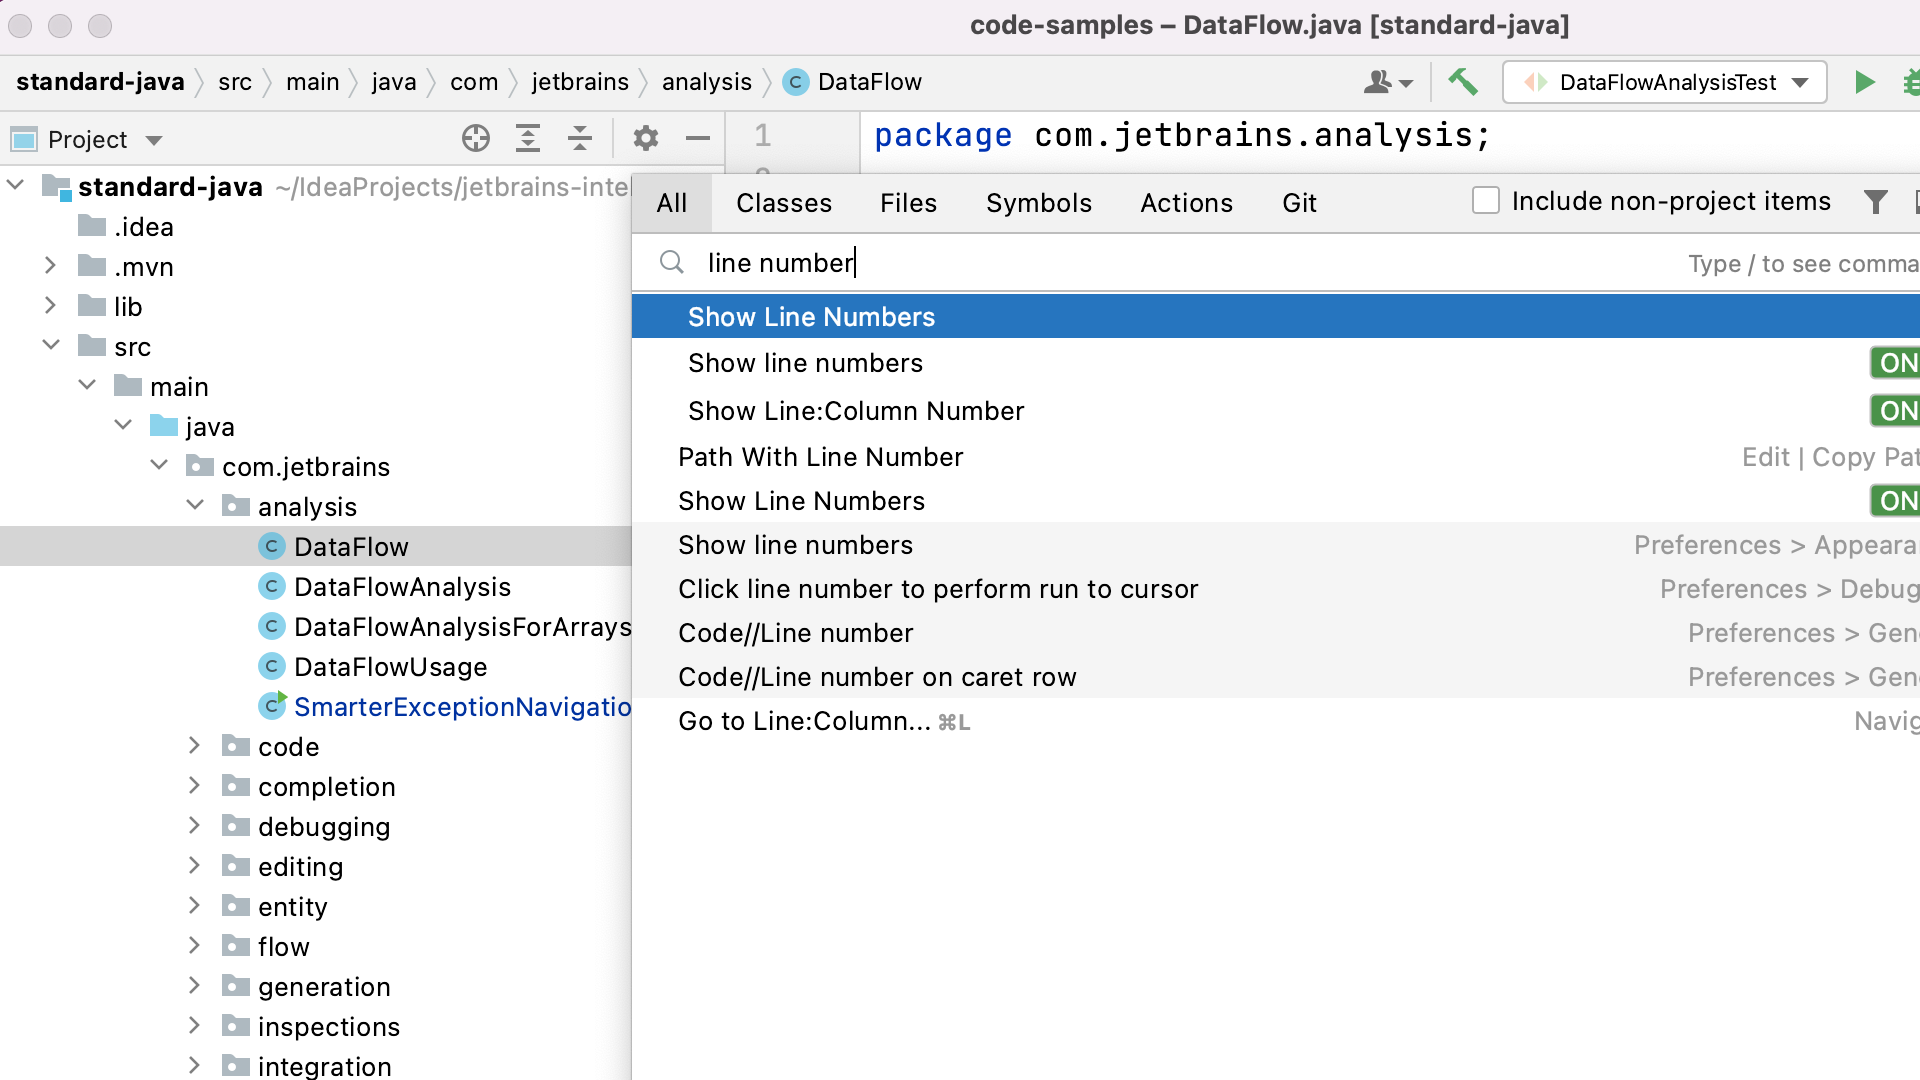 code-samples – DataFlow.java [standard-java]
standard-java src main java com jetbrains analysis C DataFlow DataFlowAnalysisTest
Project
1 package com.jetbrains.analysis;
standard-java ~/IdeaProjects/jetbrains-inte
.idea
.mvn
lib
src
main
java
com.jetbrains
analysis
C DataFlow
C DataFlowAnalysis
C DataFlowAnalysisForArrays
C DataFlowUsage
C SmarterExceptionNavigatio
code
completion
debugging
editing
entity
flow
generation
inspections
integration
All Classes Files Symbols Actions Git Include non-project items
line number Type / to see comma
Show Line Numbers
Show line numbers ON
Show Line:Column Number ON
Path With Line Number Edit | Copy Pat
Show Line Numbers ON
Show line numbers Preferences > Appeara
Click line number to perform run to cursor Preferences > Debug
Code//Line number Preferences > Gen
Code//Line number on caret row Preferences > Gen
Go to Line:Column... ⌘L Navig